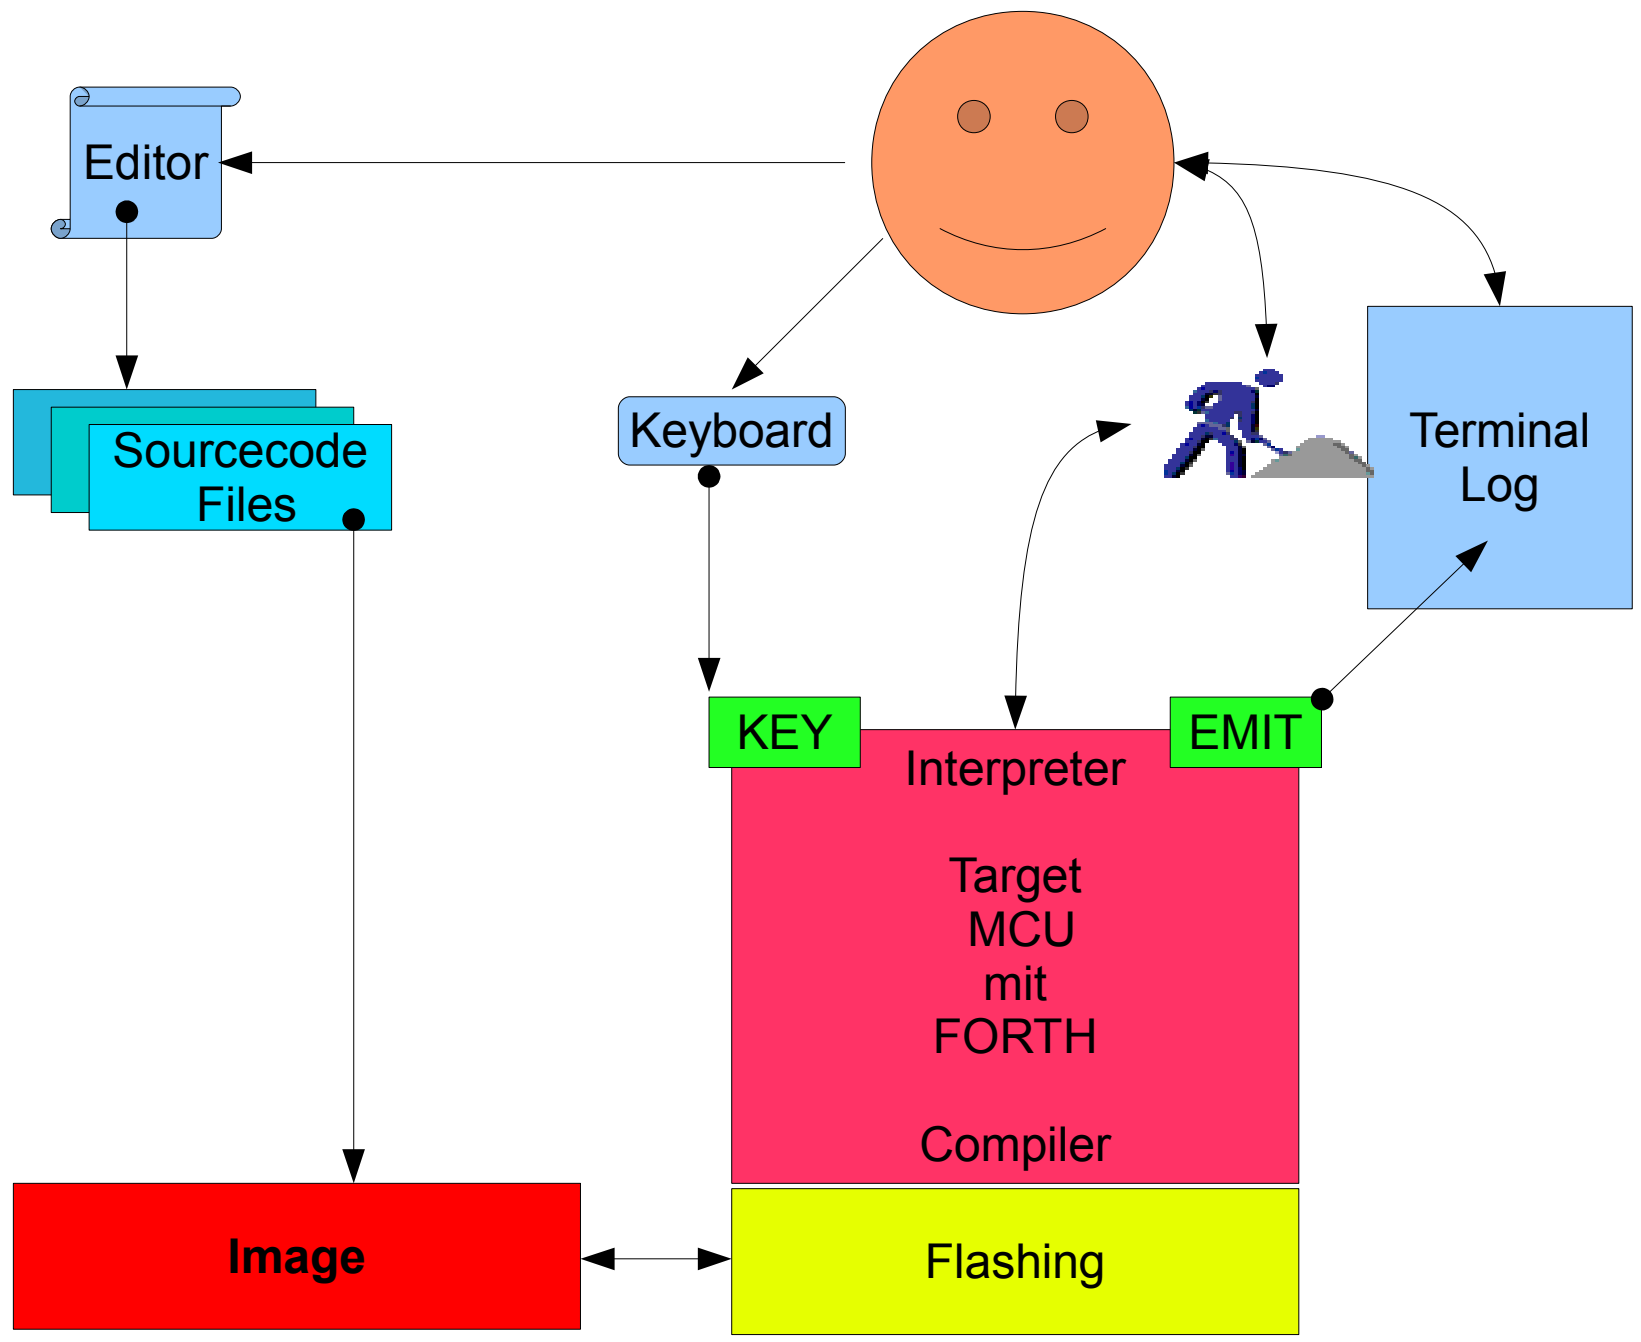 Editor
Sourcecode
Files
Keyboard
Terminal
Log
KEY
EMIT
Interpreter
Target
MCU
mit
FORTH
Compiler
Image
Flashing